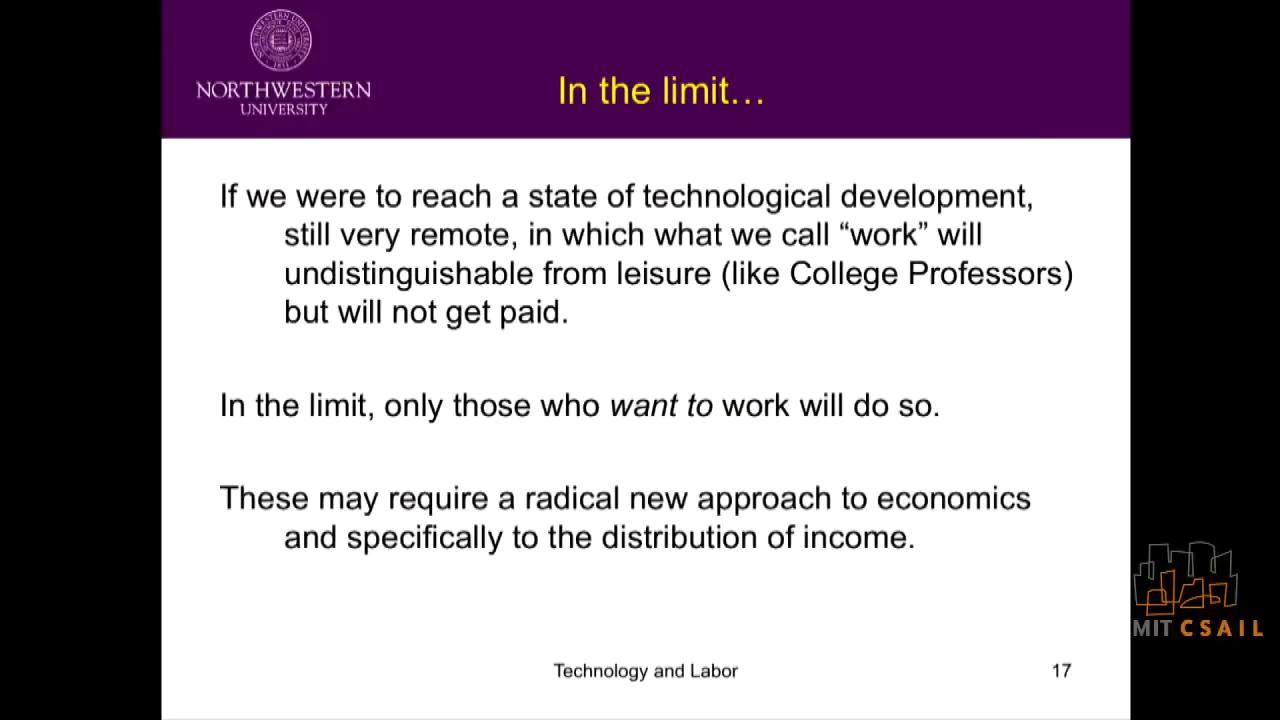 NORTHWESTERN
UNIVERSITY
In the limit…
If we were to reach a state of technological development,
still very remote, in which what we call “work” will
undistinguishable from leisure (like College Professors)
but will not get paid.
In the limit, only those who want to work will do so.
These may require a radical new approach to economics
and specifically to the distribution of income.
MIT CSAIL
Technology and Labor
17